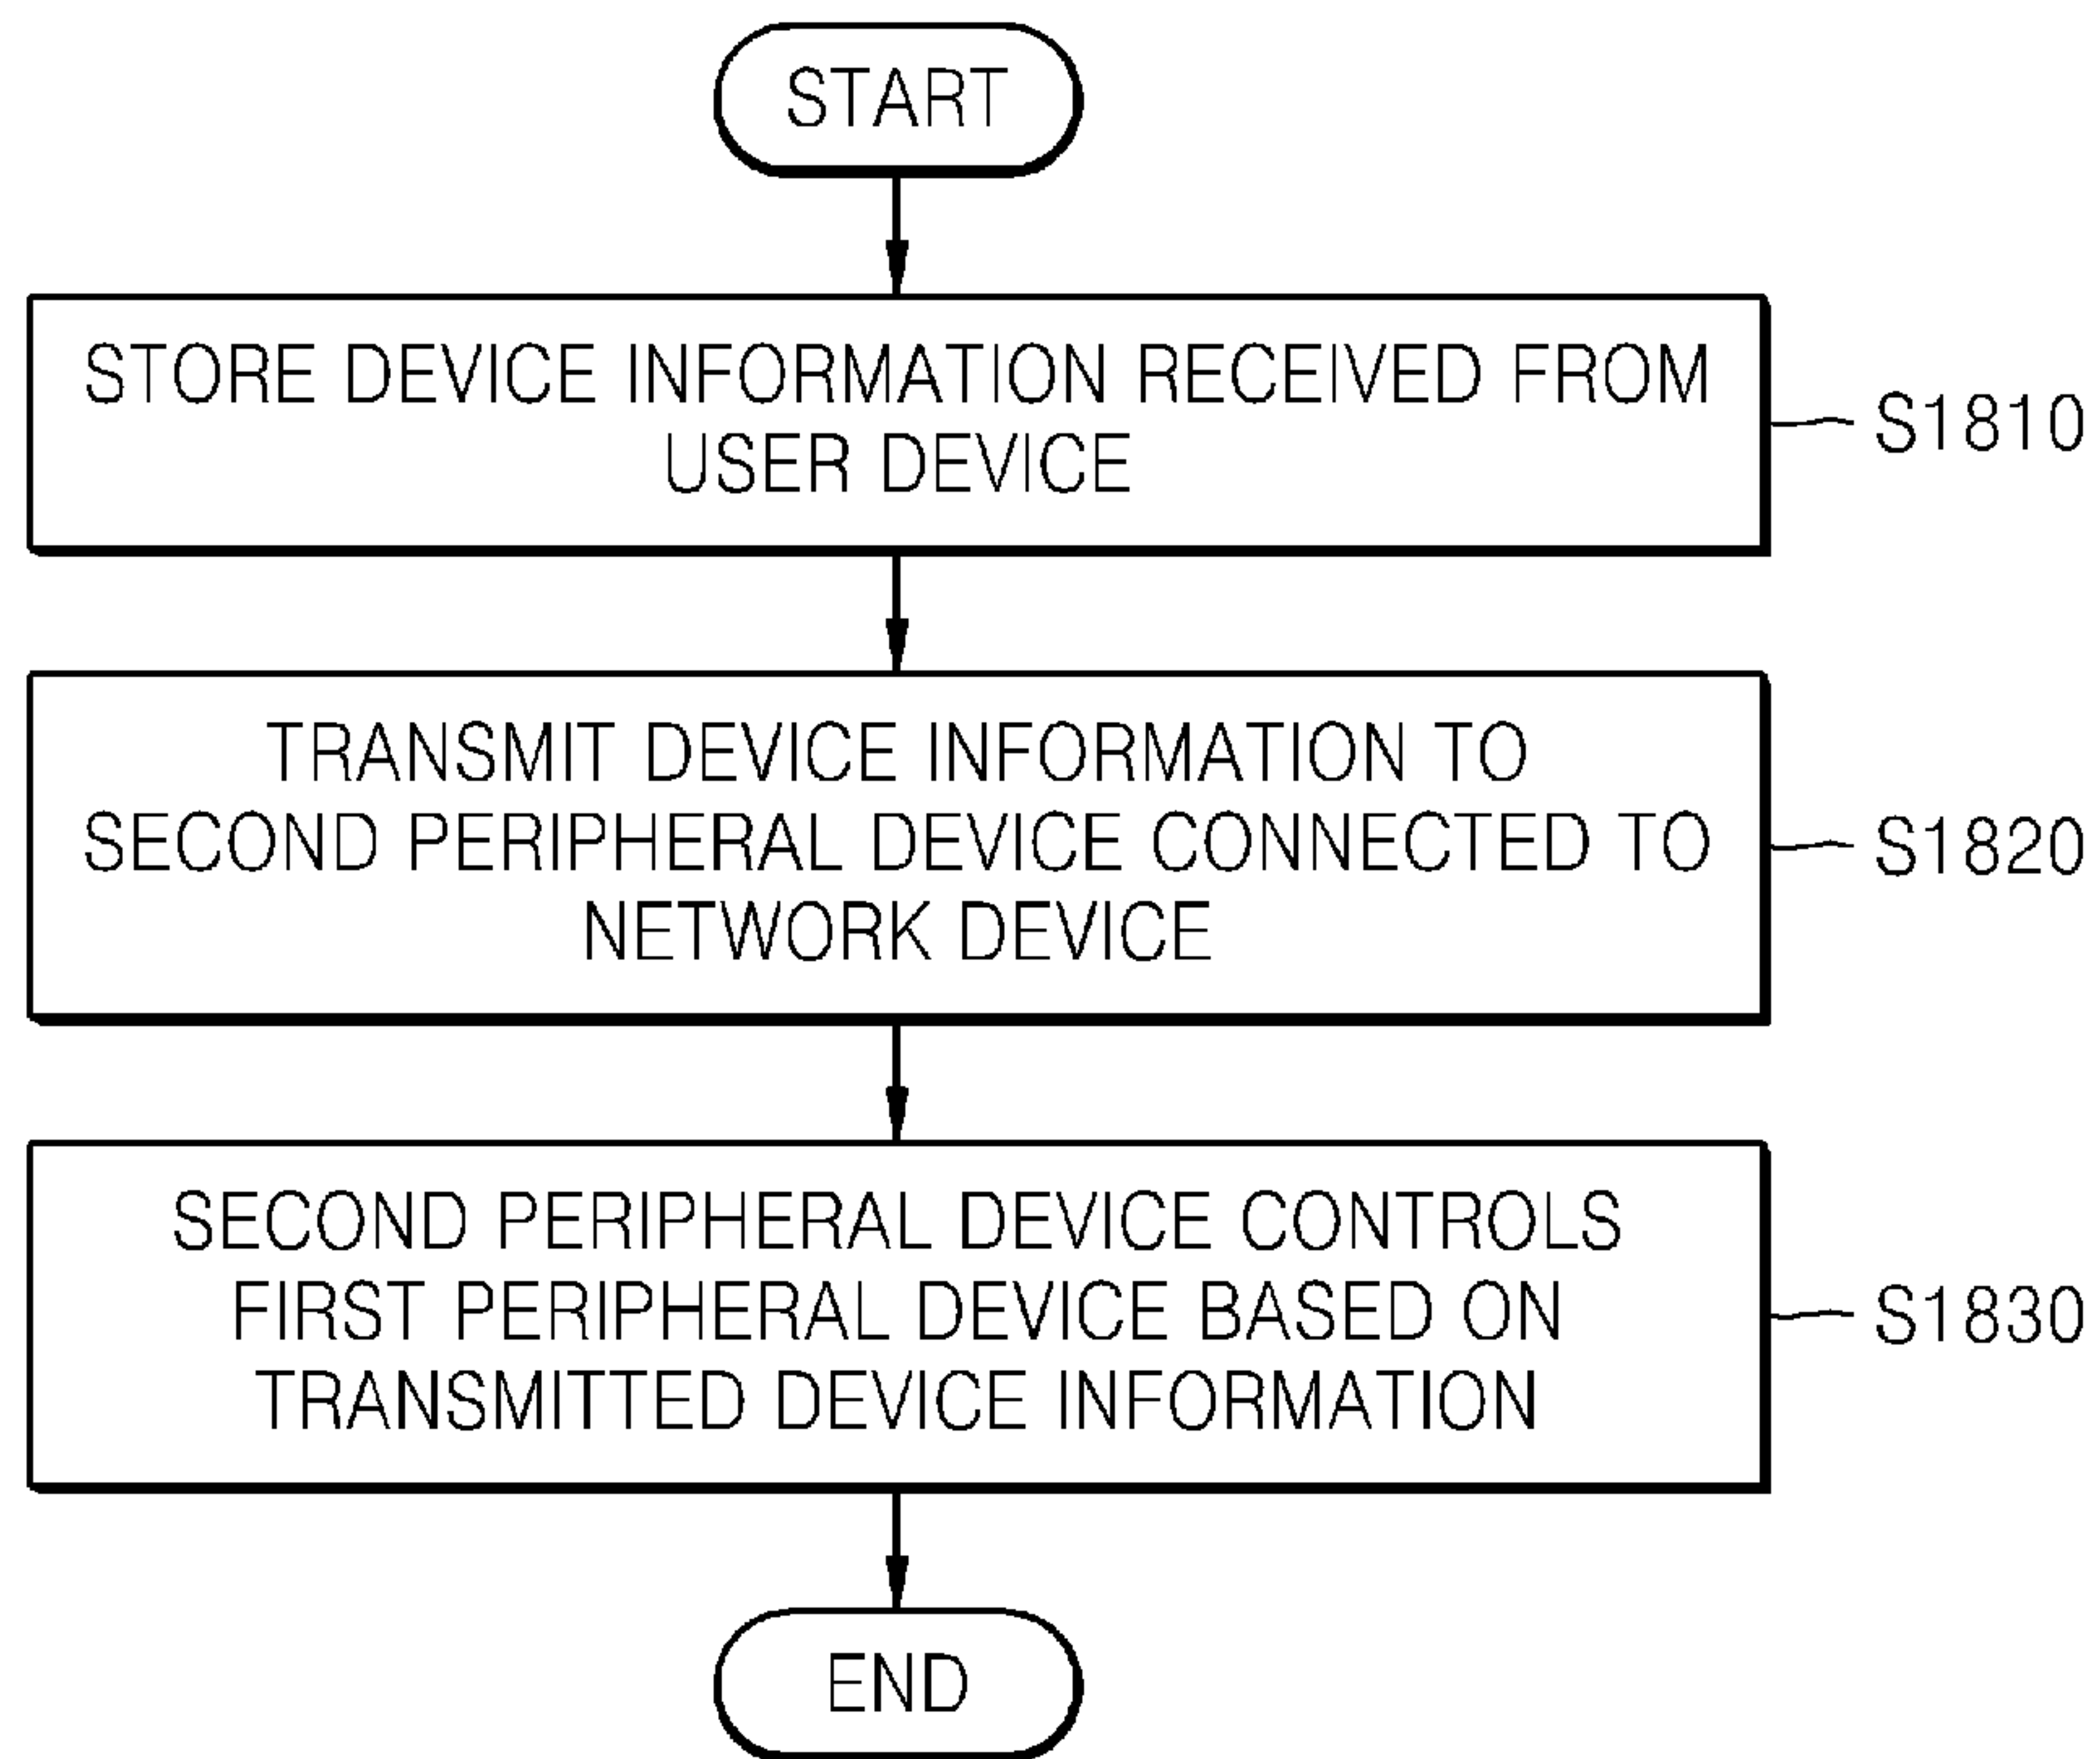 START
STORE DEVICE INFORMATION RECEIVED FROM
USER DEVICE
S1810
TRANSMIT DEVICE INFORMATION TO
SECOND PERIPHERAL DEVICE CONNECTED TO
NETWORK DEVICE
S1820
SECOND PERIPHERAL DEVICE CONTROLS
FIRST PERIPHERAL DEVICE BASED ON
TRANSMITTED DEVICE INFORMATION
S1830
END